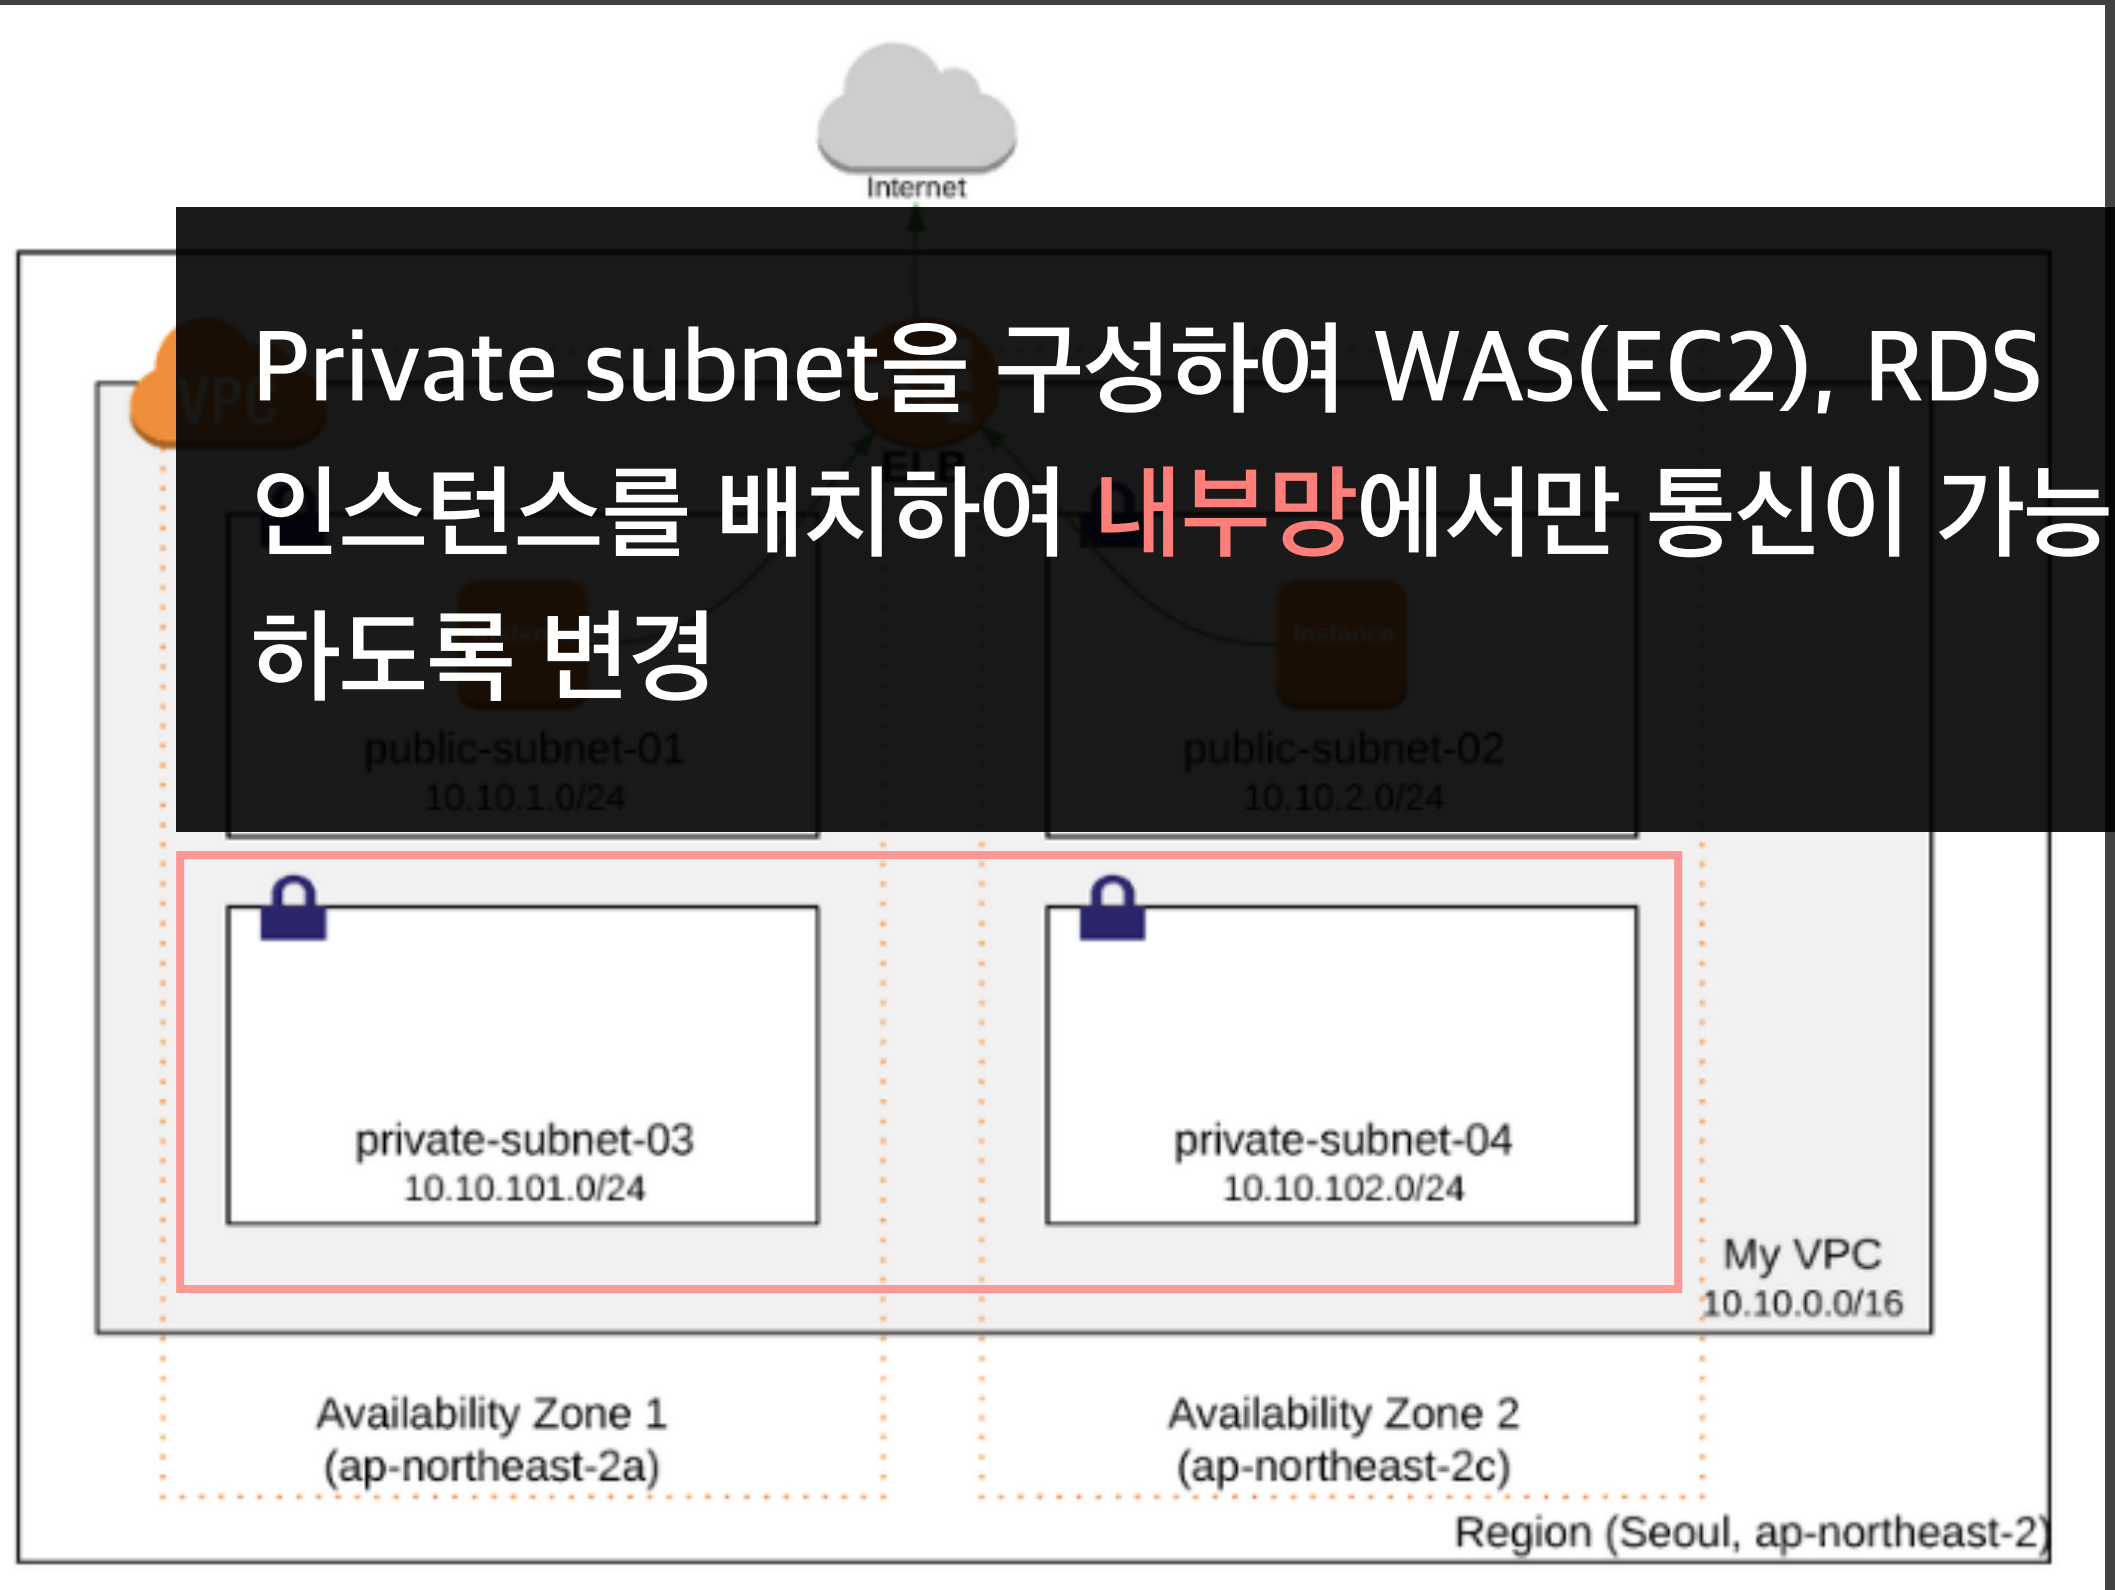 Internet
Private subnet을 구성하여 WAS(EC2), RDS
인스턴스를 배치하여 내부망에서만 통신이 가능
하도록 변경
VPC
ELB
Instance
public-subnet-01
10.10.1.0/24
public-subnet-02
10.10.2.0/24
private-subnet-03
10.10.101.0/24
private-subnet-04
10.10.102.0/24
My VPC
10.10.0.0/16
Availability Zone 1
(ap-northeast-2a)
Availability Zone 2
(ap-northeast-2c)
Region (Seoul, ap-northeast-2)